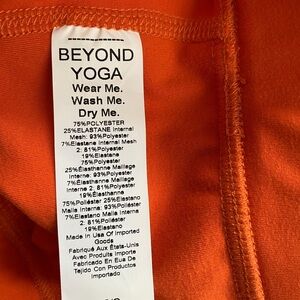 BEYOND
YOGA
Wear Me.
Wash Me.
Dry Me.
75%POLYESTER
25%ELASTANE Internal
Mesh: 93%Polyester
7%Elastane Internal Mesh
2: 81%Polyester
19%Elastane
75%Polyester
25%Élasthanne Maillage
Interne: 93%Polyester
7%Élasthanne Maillage
Interne 2: 81%Polyester
19%Élasthanne
75%Poliéster 25%Elastano
Malla Interna: 93%Poliéster
7%Elastano Malla Interna
2: 81%Poliéster
19%Elastano
Made In Usa Of Imported
Goods
Fabriqué Aux États-Unis
Avec Produits Importe
Fabricado En Eua De
Tejido Con Productos
Importado